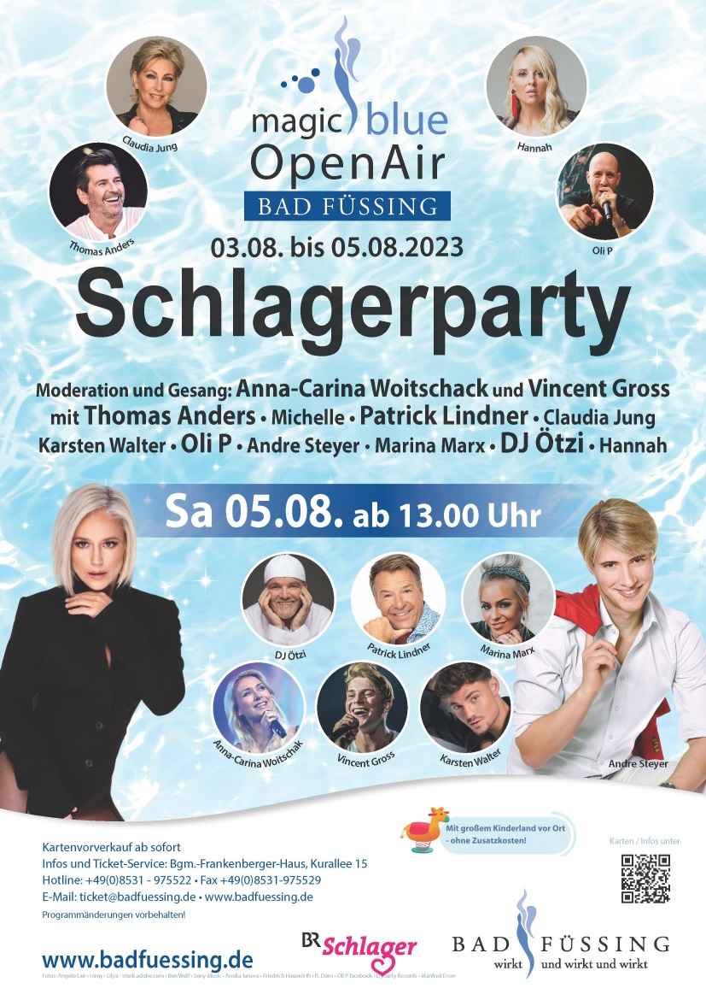 magic blue
OpenAir
BAD FÜSSING
Claudia Jung
Hannah
Thomas Anders
Oli P
03.08. bis 05.08.2023
Schlagerparty
Moderation und Gesang: Anna-Carina Woitschack und Vincent Gross
mit Thomas Anders • Michelle • Patrick Lindner • Claudia Jung
Karsten Walter • Oli P • Andre Steyer • Marina Marx • DJ Ötzi • Hannah
Sa 05.08. ab 13.00 Uhr
DJ Ötzi
Patrick Lindner
Marina Marx
Anna-Carina Woitschak
Vincent Gross
Karsten Walter
Andre Steyer
Mit großem Kinderland vor Ort
- ohne Zusatzkosten!
Kartenvorverkauf ab sofort
Infos und Ticket-Service: Bgm.-Frankenberger-Haus, Kurallee 15
Hotline: +49(0)8531 - 975522 • Fax +49(0)8531-975529
E-Mail: ticket@badfuessing.de • www.badfuessing.de
Programmänderungen vorbehalten!
Karten / Infos unter
www.badfuessing.de
BR Schlager
BAD FÜSSING
wirkt und wirkt und wirkt
Fotos: Angelo Lair • romy • Lilya - stock.adobe.com • Ben Wolf • Sony Music • Anelia Janeva • Friedrich Hauswirth • R. Dorn • Oli P facebook • Dynasty Records • Manfred Esser